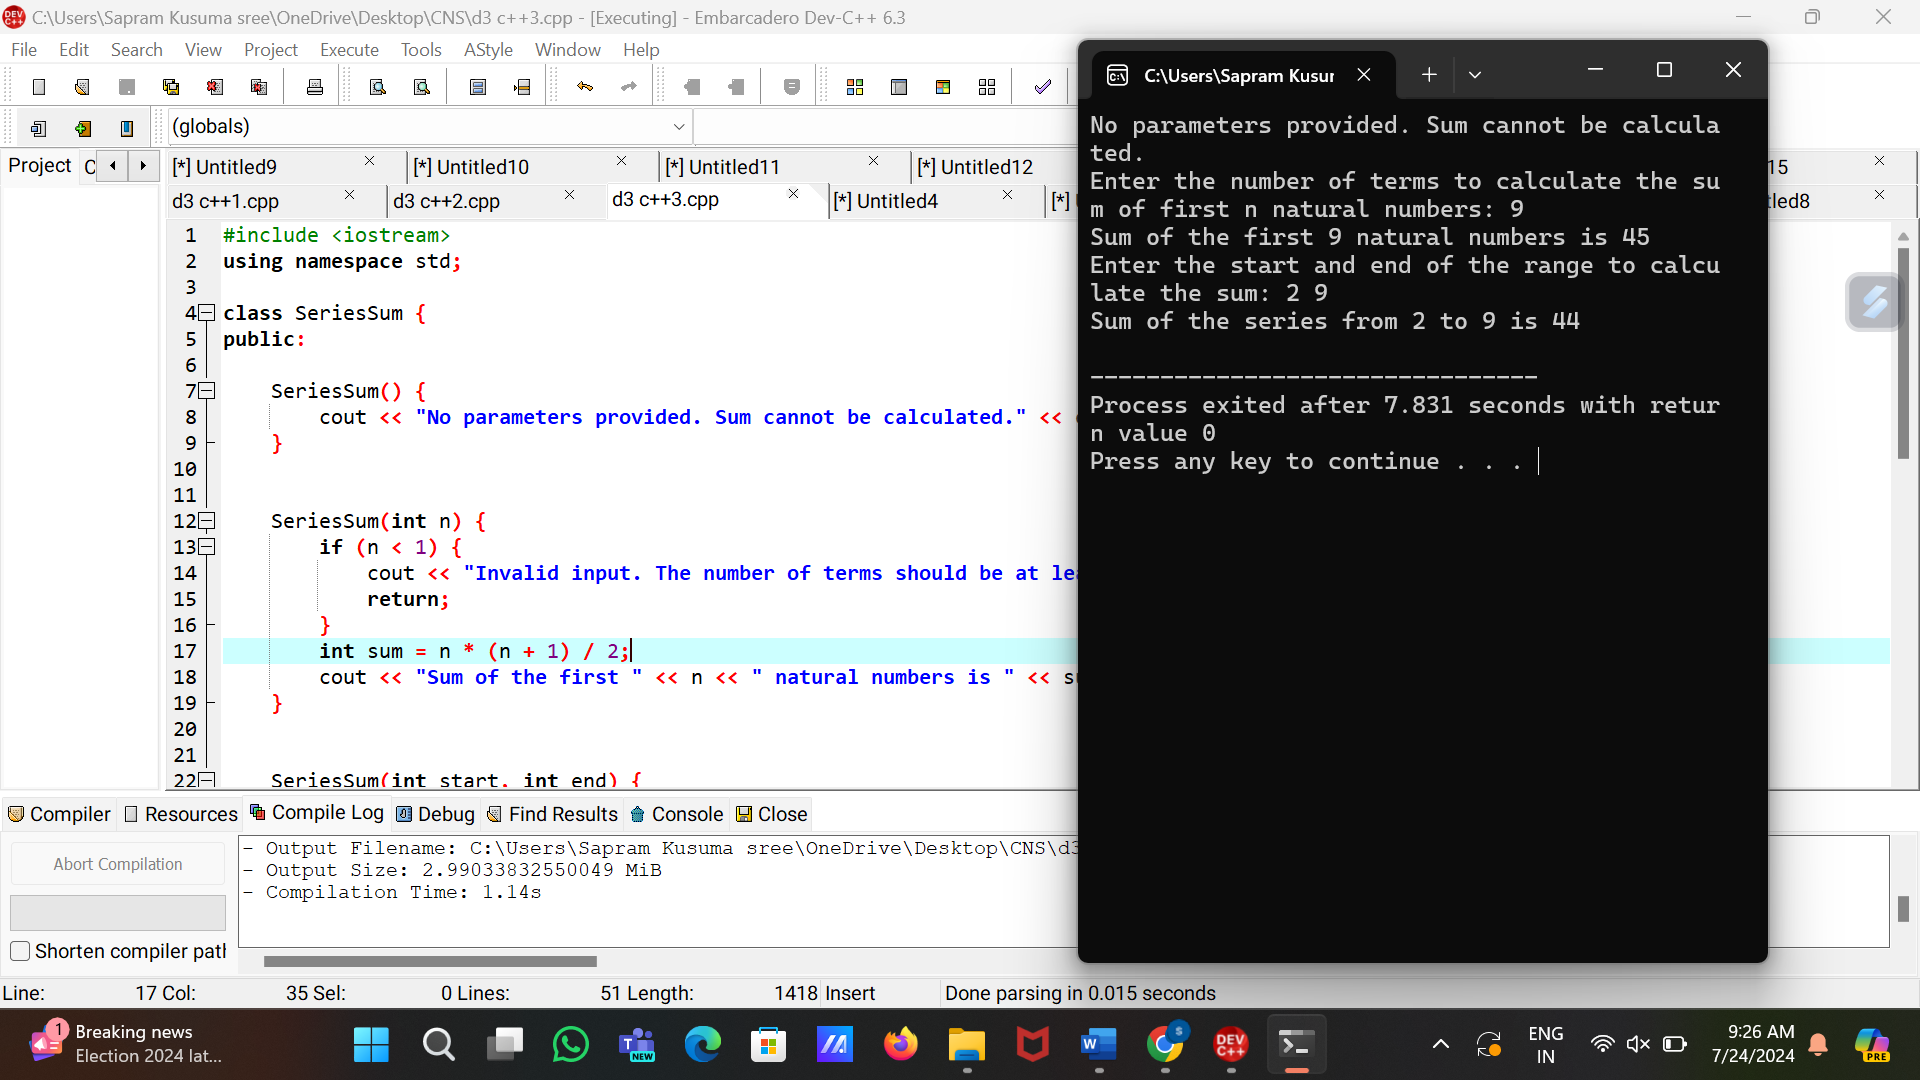 C:\Users\Sapram Kusuma sree\OneDrive\Desktop\CNS\d3 c++3.cpp - [Executing] - Embarcadero Dev-C++ 6.3
File Edit Search View Project Execute Tools AStyle Window Help
(globals)
Project
[*] Untitled9 [*] Untitled10 [*] Untitled11 [*] Untitled12 15
d3 c++1.cpp d3 c++2.cpp d3 c++3.cpp [*] Untitled4 [*] tled8
1 #include <iostream>
2 using namespace std;
3
4 class SeriesSum {
5 public:
6
7 SeriesSum() {
8 cout << "No parameters provided. Sum cannot be calculated." <<
9 }
10
11
12 SeriesSum(int n) {
13 if (n < 1) {
14 cout << "Invalid input. The number of terms should be at le
15 return;
16 }
17 int sum = n * (n + 1) / 2;
18 cout << "Sum of the first " << n << " natural numbers is " << s
19 }
20
21
22 SeriesSum(int start, int end) {
C:\Users\Sapram Kusur
No parameters provided. Sum cannot be calcula
ted.
Enter the number of terms to calculate the su
m of first n natural numbers: 9
Sum of the first 9 natural numbers is 45
Enter the start and end of the range to calcu
late the sum: 2 9
Sum of the series from 2 to 9 is 44
--------------------------------
Process exited after 7.831 seconds with retur
n value 0
Press any key to continue . . .
Compiler Resources Compile Log Debug Find Results Console Close
Abort Compilation
Shorten compiler path
- Output Filename: C:\Users\Sapram Kusuma sree\OneDrive\Desktop\CNS\d3
- Output Size: 2.99033832550049 MiB
- Compilation Time: 1.14s
Line: 17 Col: 35 Sel: 0 Lines: 51 Length: 1418 Insert Done parsing in 0.015 seconds
1
Breaking news
Election 2024 lat...
NEW
W
S
DEV
C++
ENG
IN
9:26 AM
7/24/2024
PRE